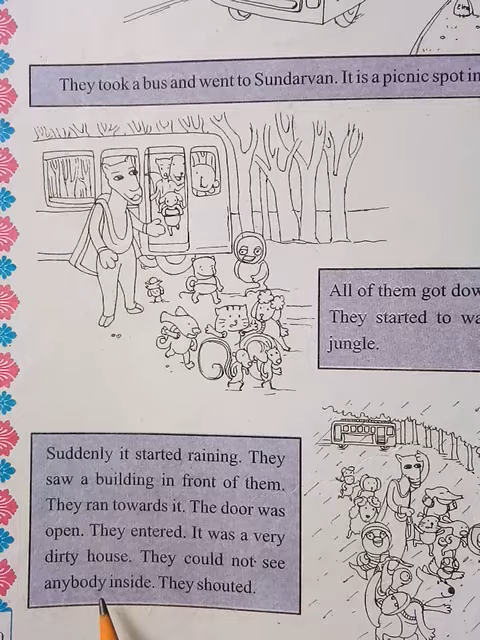 They took a bus and went to Sundarvan. It is a picnic spot in
All of them got dow
They started to wa
jungle.
Suddenly it started raining. They
saw a building in front of them.
They ran towards it. The door was
open. They entered. It was a very
dirty house. They could not see
anybody inside. They shouted.